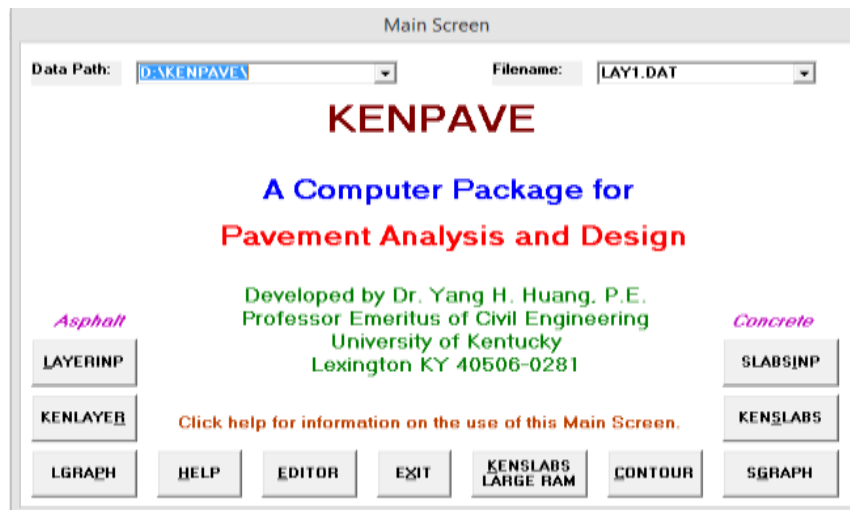 Main Screen
Data Path: D:\KENPAVE\ Filename: LAY1.DAT
KENPAVE
A Computer Package for
Pavement Analysis and Design
Developed by Dr. Yang H. Huang, P.E.
Professor Emeritus of Civil Engineering
University of Kentucky
Lexington KY 40506-0281
Asphalt
Concrete
LAYERINP
SLABSINP
KENLAYER
Click help for information on the use of this Main Screen.
KENSLABS
LGRAPH
HELP
EDITOR
EXIT
KENSLABS
LARGE RAM
CONTOUR
SGRAPH